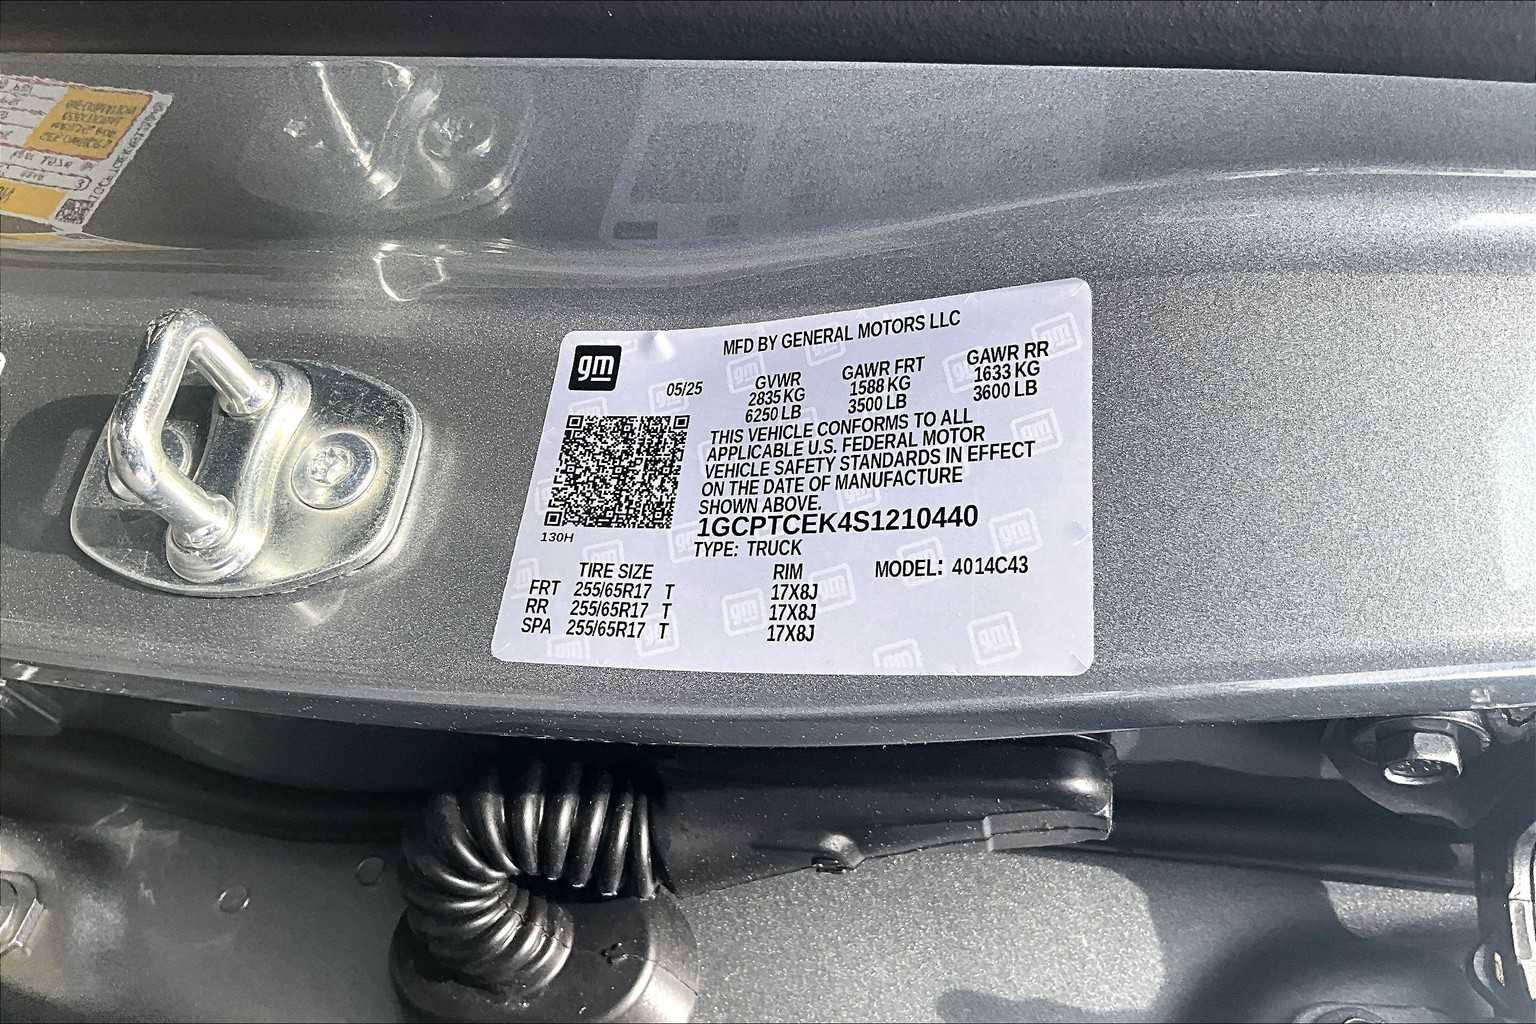 gm
MFD BY GENERAL MOTORS LLC
05/25
GVWR
2835 KG
6250 LB
GAWR FRT
1588 KG
3500 LB
GAWR RR
1633 KG
3600 LB
THIS VEHICLE CONFORMS TO ALL
APPLICABLE U.S. FEDERAL MOTOR
VEHICLE SAFETY STANDARDS IN EFFECT
ON THE DATE OF MANUFACTURE
SHOWN ABOVE.
1GCPTCEK4S1210440
130H
TYPE: TRUCK
MODEL: 4014C43
TIRE SIZE RIM
FRT 255/65R17 T 17X8J
RR 255/65R17 T 17X8J
SPA 255/65R17 T 17X8J